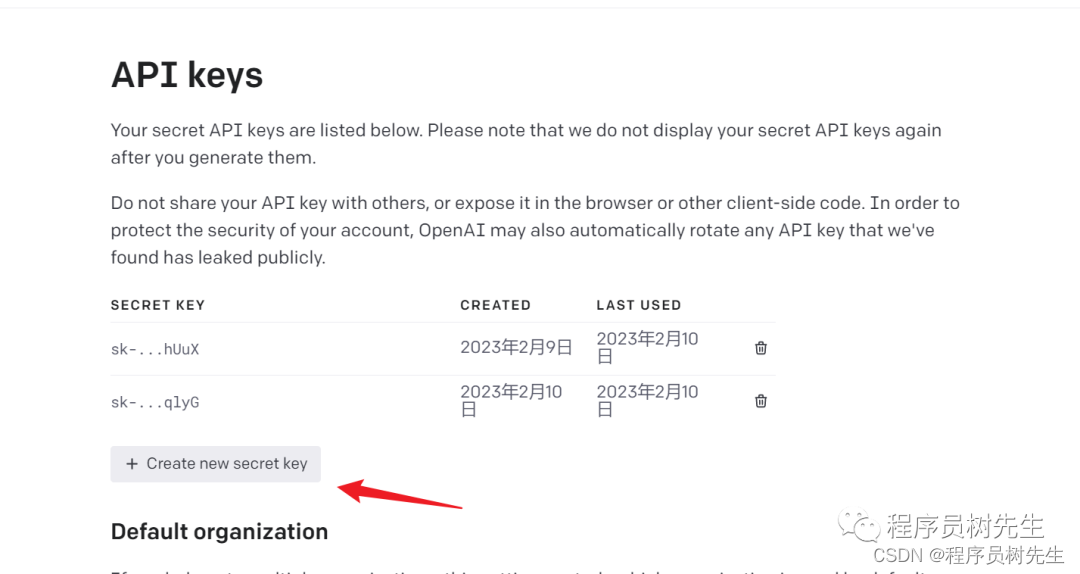 API keys
Your secret API keys are listed below. Please note that we do not display your secret API keys again
after you generate them.
Do not share your API key with others, or expose it in the browser or other client-side code. In order to
protect the security of your account, OpenAI may also automatically rotate any API key that we've
found has leaked publicly.
SECRET KEY CREATED LAST USED
sk-...hUuX 2023年2月9日 2023年2月10日
sk-...qlyG 2023年2月10日 2023年2月10日
+ Create new secret key
Default organization
程序员树先生
CSDN @程序员树先生